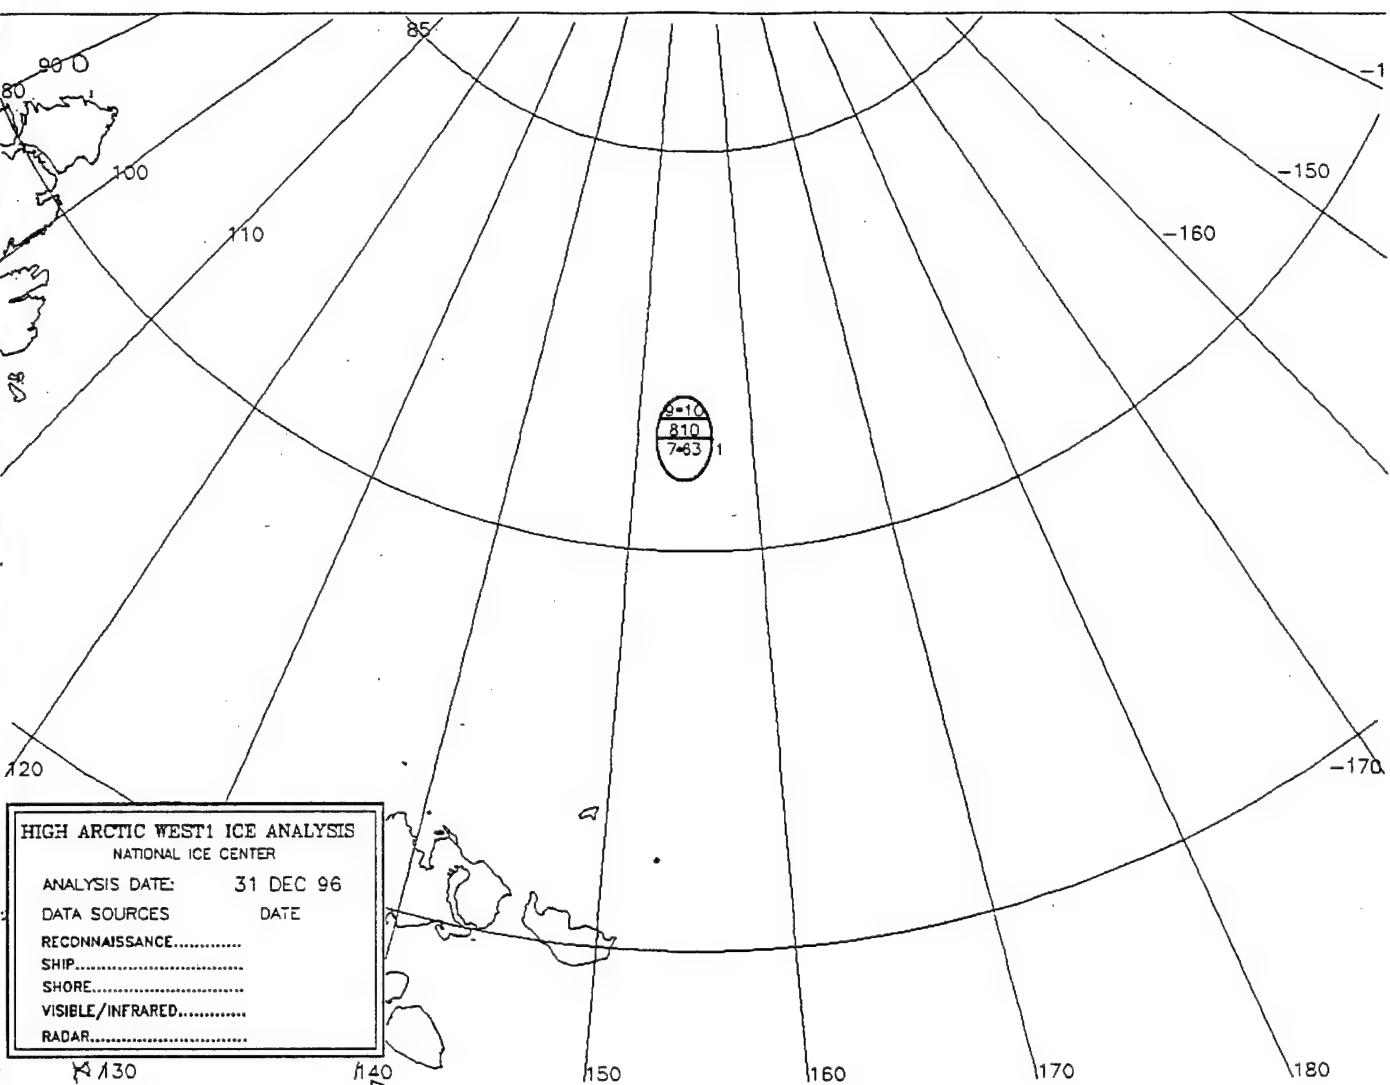 85
90
80
-1
100
-150
110
-160
9-10
810
7•63 1
120
-170
HIGH ARCTIC WEST1 ICE ANALYSIS
NATIONAL ICE CENTER
ANALYSIS DATE: 31 DEC 96
DATA SOURCES DATE
RECONNAISSANCE.............
SHIP................................
SHORE.............................
VISIBLE/INFRARED.............
RADAR..............................
130
140
150
160
170
180